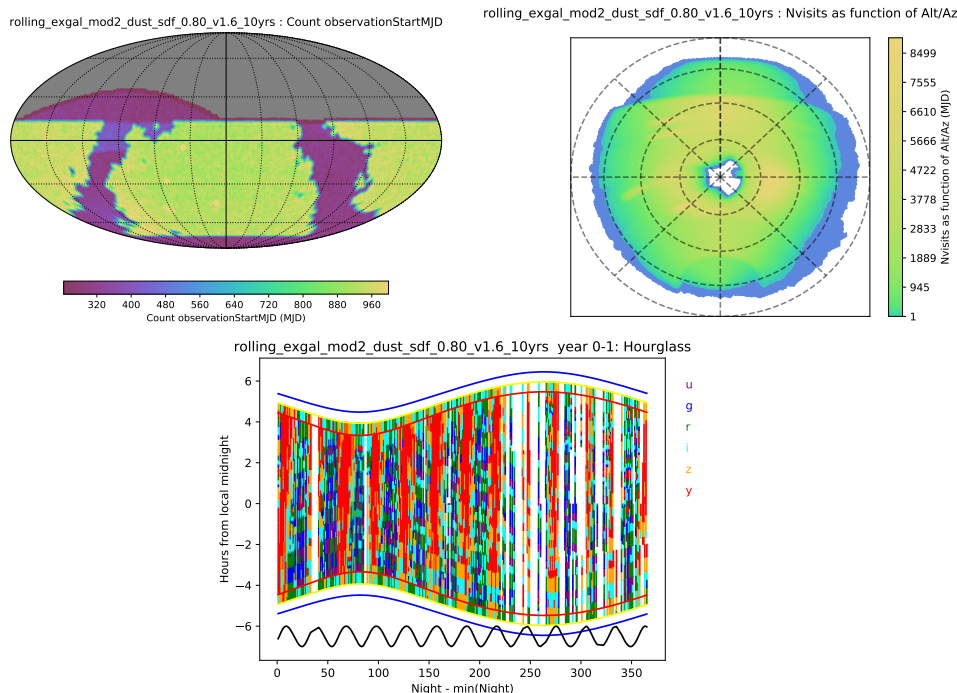 rolling_exgal_mod2_dust_sdf_0.80_v1.6_10yrs : Count observationStartMJD
320 400 480 560 640 720 800 880 960
Count observationStartMJD (MJD)
rolling_exgal_mod2_dust_sdf_0.80_v1.6_10yrs : Nvisits as function of Alt/Az
8499
7555
6610
5666
4722
3777
2833
1889
945
1
Nvisits as function of Alt/Az (MJD)
rolling_exgal_mod2_dust_sdf_0.80_v1.6_10yrs year 0-1: Hourglass
6
4
2
0
−2
−4
−6
Hours from local midnight
0 50 100 150 200 250 300 350
Night - min(Night)
u
g
r
i
z
y